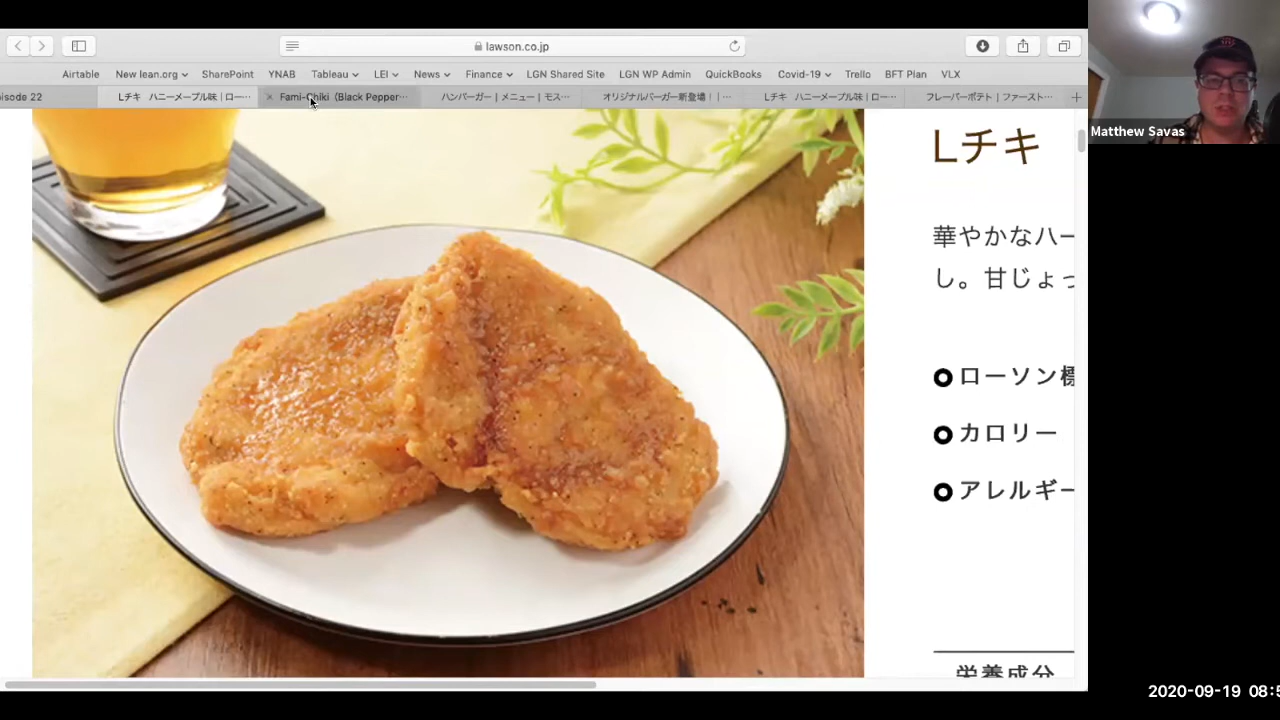 lawson.co.jp
Airtable New lean.org SharePoint YNAB Tableau LEI News Finance LGN Shared Site LGN WP Admin QuickBooks Covid-19 Trello BFT Plan VLX
isode 22 Lチキ ハニーメープル味 | ロー… × Fami-Chiki (Black Pepper… ハンバーガー | メニュー | モス… オリジナルバーガー新登場！ | … Lチキ ハニーメープル味 | ロー… フレーバーポテト | ファースト… +
Matthew Savas
Lチキ
華やかなハー
し。甘じょっ
ローソン標
カロリー
アレルギー
栄養成分
2020-09-19 08:5